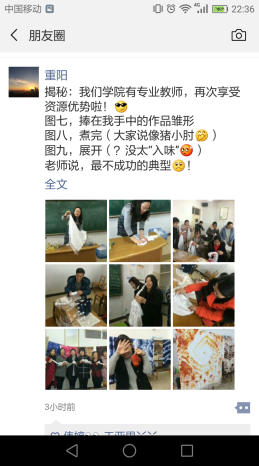 中国移动
4G
22:36
朋友圈
重阳
揭秘：我们学院有专业教师，再次享受
资源优势啦！😎
图七，捧在我手中的作品雏形
图八，煮完（大家说像猪小肘🤔）
图九，展开（？没太“入味”😡）
老师说，最不成功的典型🥺！
全文
3小时前